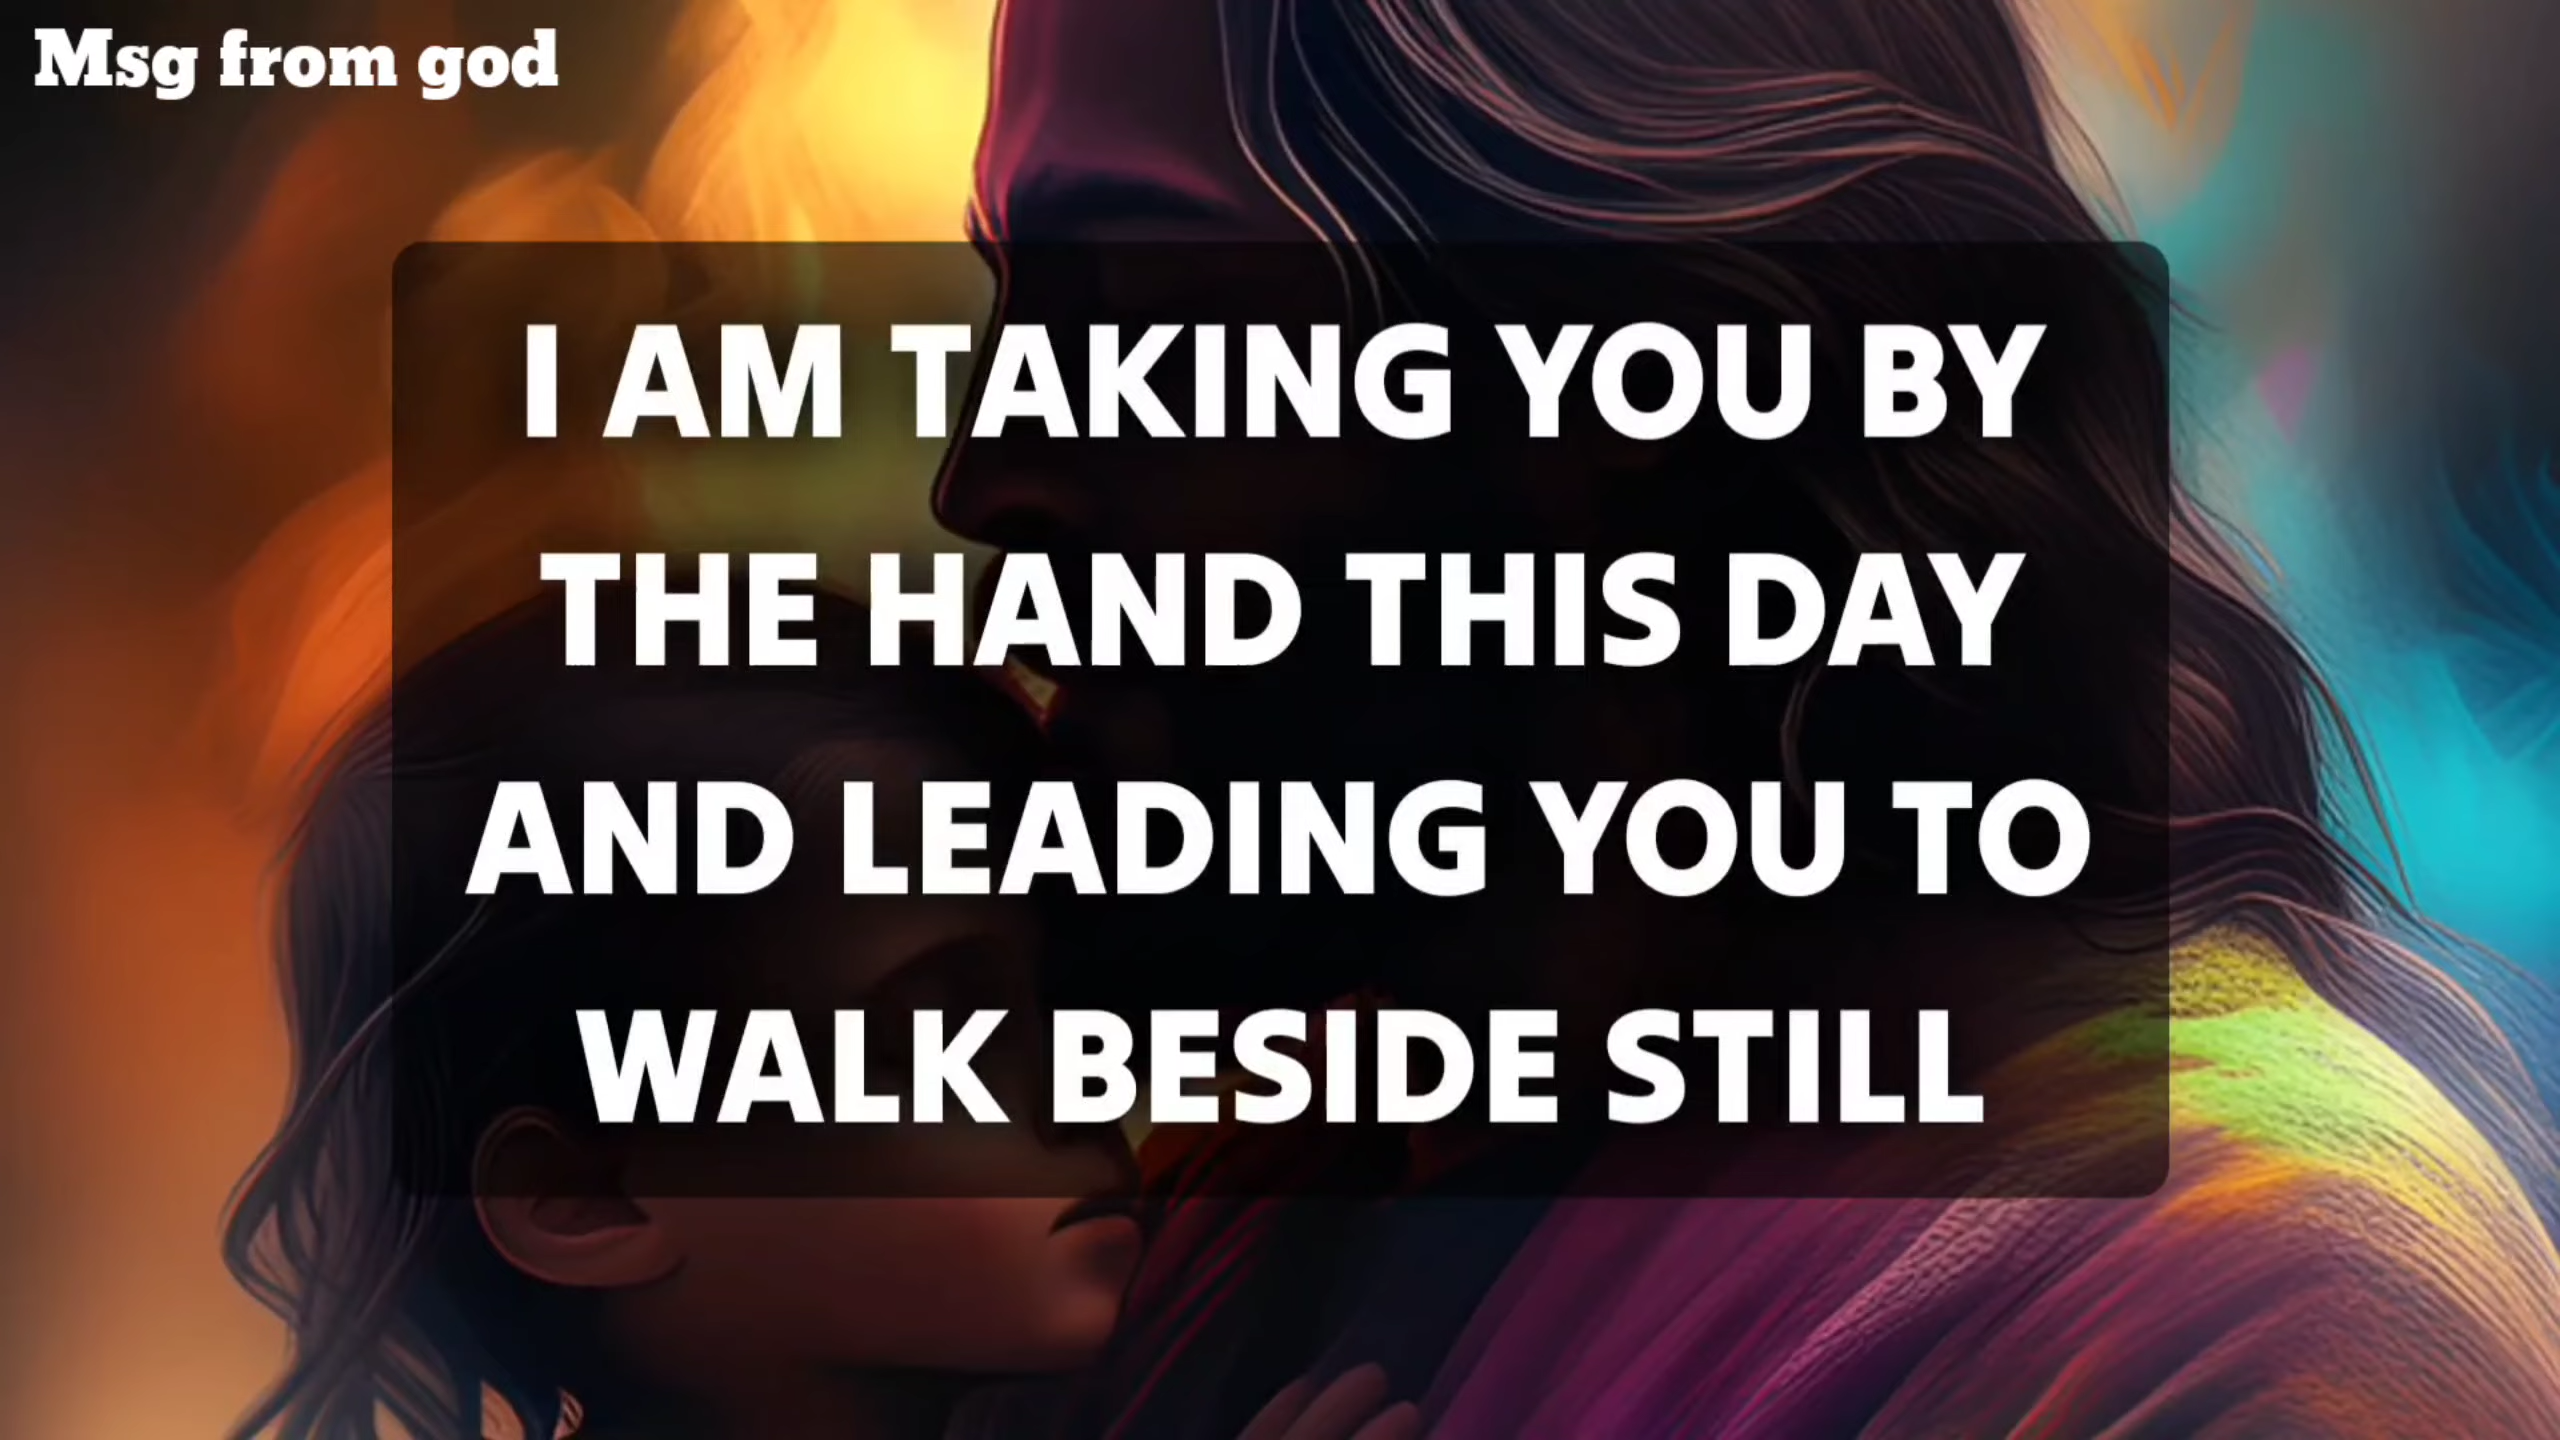 Msg from god
I AM TAKING YOU BY
THE HAND THIS DAY
AND LEADING YOU TO
WALK BESIDE STILL